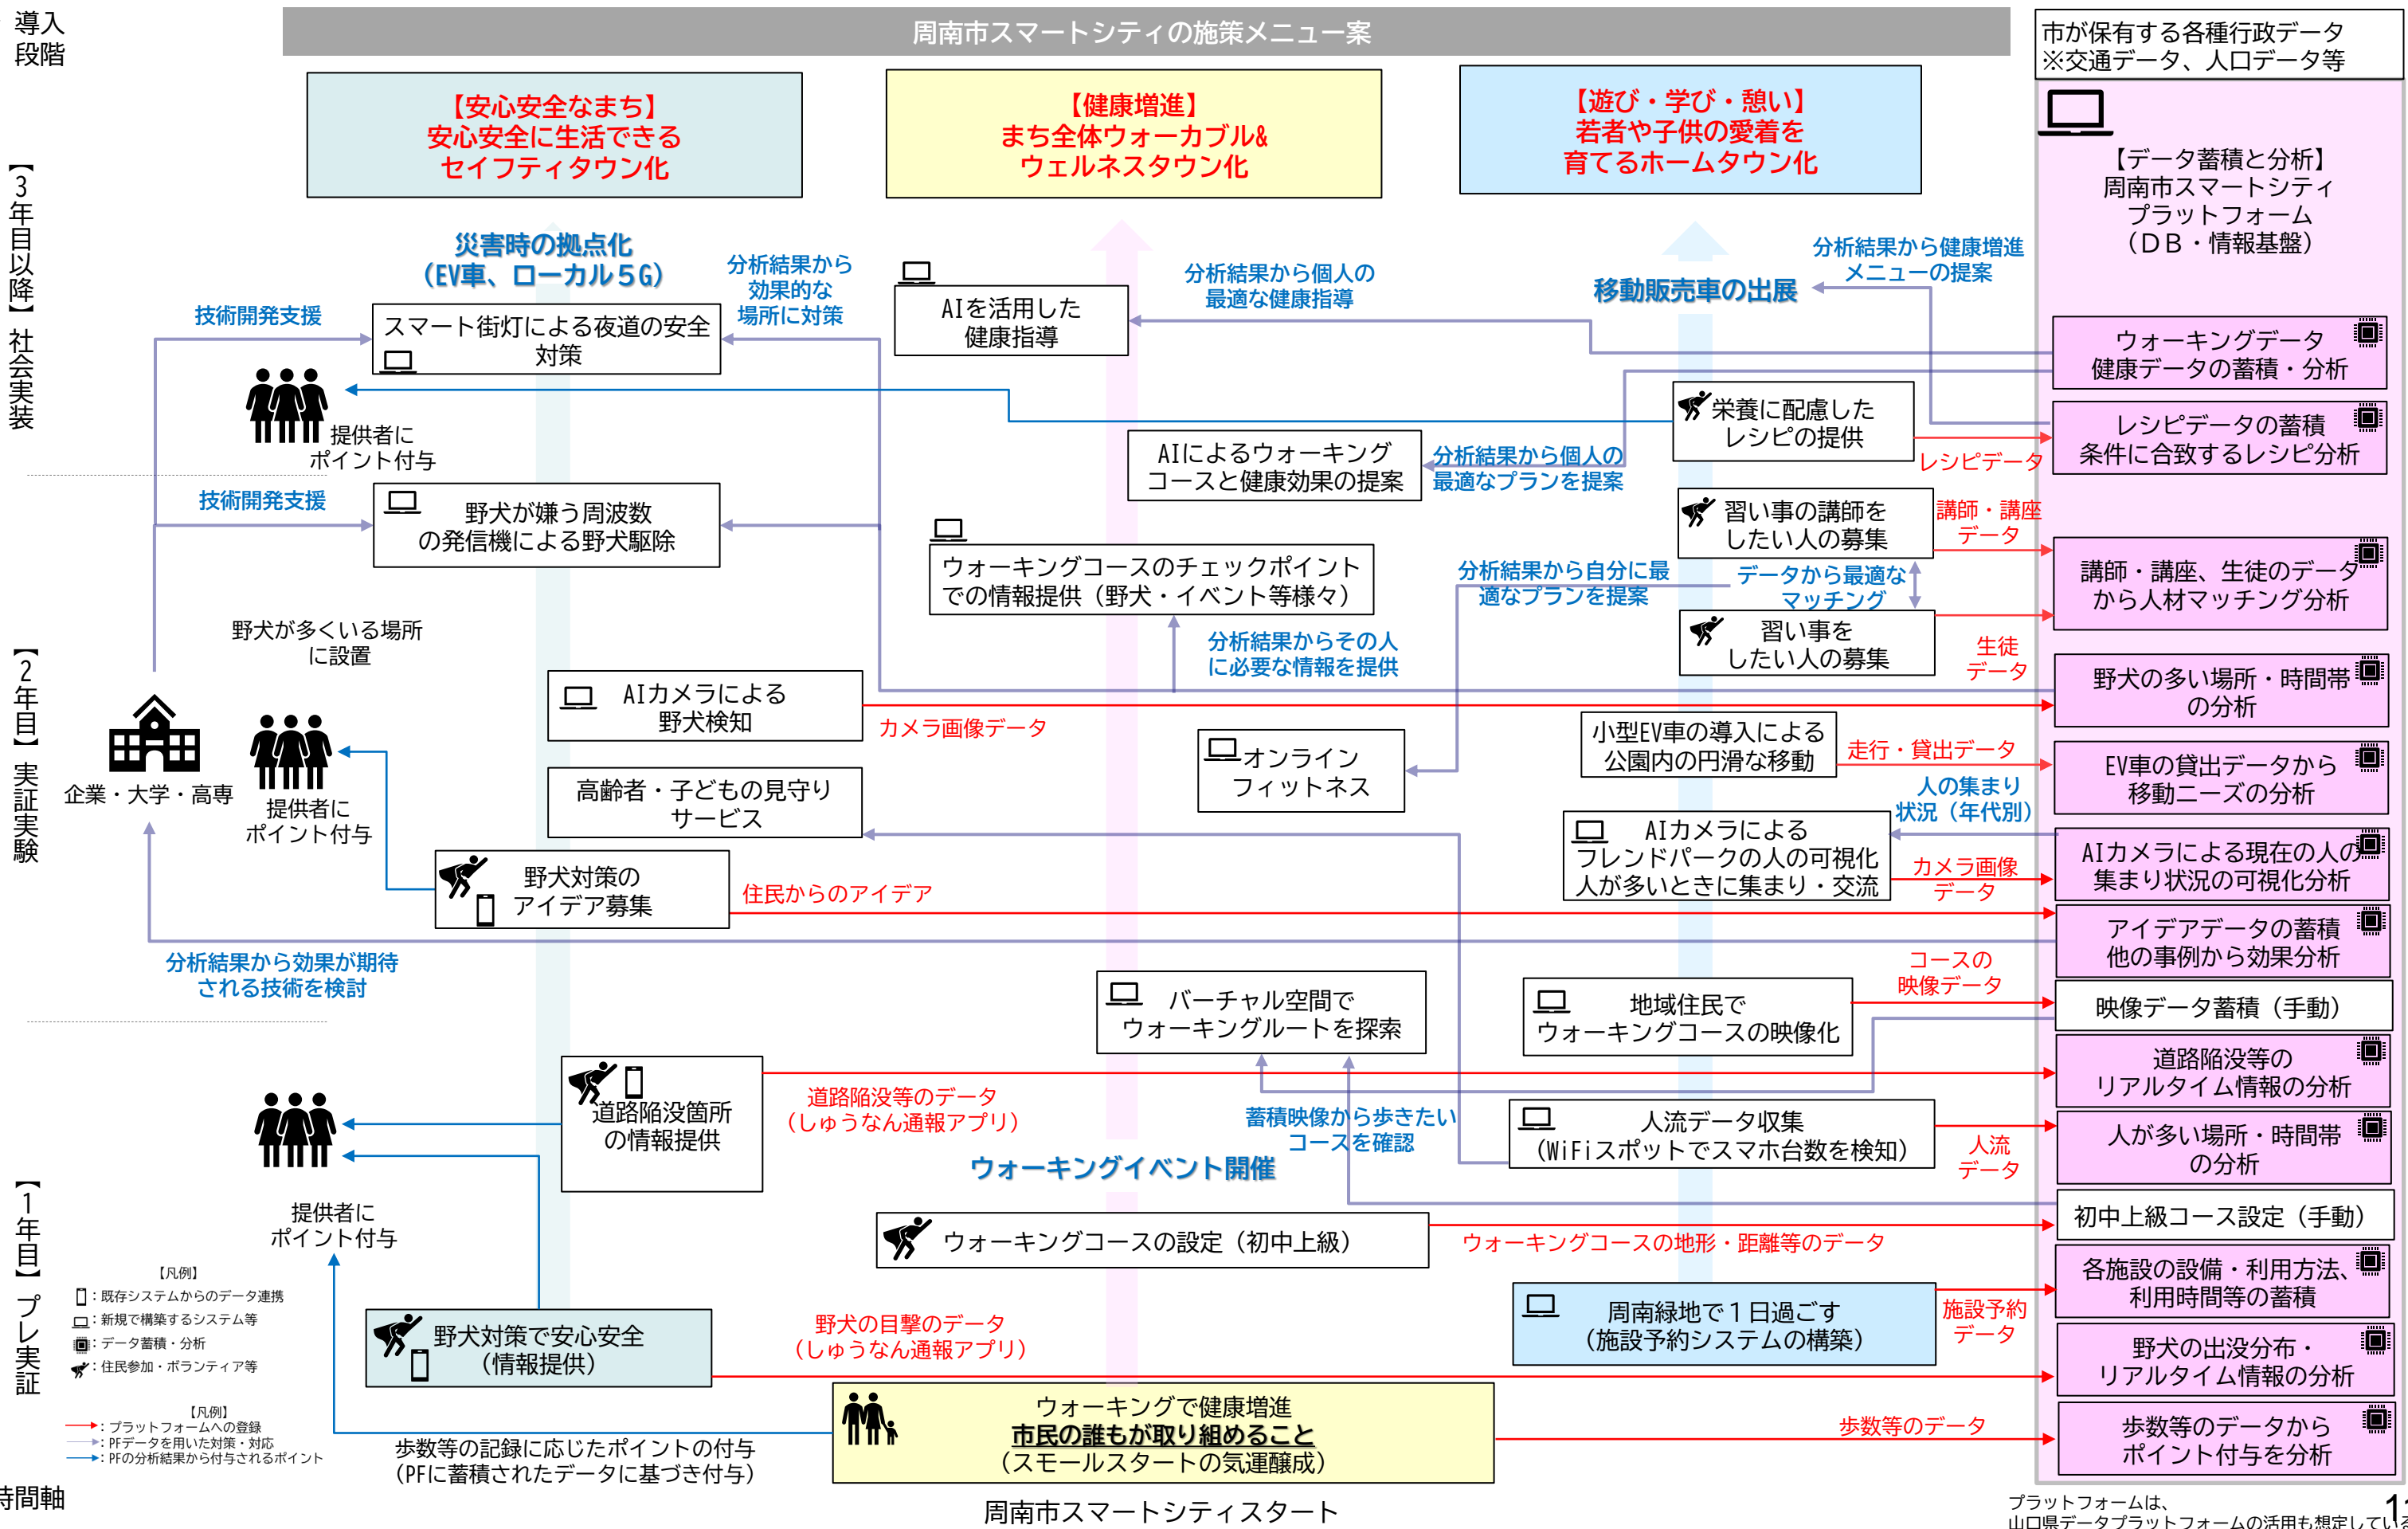 導入
段階
周南市スマートシティの施策メニュー案
市が保有する各種行政データ
※交通データ、人口データ等
【安心安全なまち】
安心安全に生活できる
セイフティタウン化
【健康増進】
まち全体ウォーカブル&
ウェルネスタウン化
【遊び・学び・憩い】
若者や子供の愛着を
育てるホームタウン化
【データ蓄積と分析】
周南市スマートシティ
プラットフォーム
（ＤＢ・情報基盤）
【3年目以降】社会実装
災害時の拠点化
（EV車、ローカル5G）
分析結果から
効果的な
場所に対策
技術開発支援
スマート街灯による夜道の安全
対策
AIを活用した
健康指導
分析結果から個人の
最適な健康指導
移動販売車の出展
分析結果から健康増進
メニューの提案
ウォーキングデータ
健康データの蓄積・分析
提供者に
ポイント付与
栄養に配慮した
レシピの提供
レシピデータ
レシピデータの蓄積
条件に合致するレシピ分析
AIによるウォーキング
コースと健康効果の提案
分析結果から個人の
最適なプランを提案
【2年目】実証実験
技術開発支援
野犬が嫌う周波数
の発信機による野犬駆除
ウォーキングコースのチェックポイント
での情報提供（野犬・イベント等様々）
習い事の講師を
したい人の募集
講師・講座
データ
分析結果から自分に最
適なプランを提案
データから最適な
マッチング
講師・講座、生徒のデータ
から人材マッチング分析
野犬が多くいる場所
に設置
分析結果からその人
に必要な情報を提供
習い事を
したい人の募集
生徒
データ
AIカメラによる
野犬検知
カメラ画像データ
野犬の多い場所・時間帯
の分析
企業・大学・高専
提供者に
ポイント付与
オンライン
フィットネス
小型EV車の導入による
公園内の円滑な移動
走行・貸出データ
EV車の貸出データから
移動ニーズの分析
高齢者・子どもの見守り
サービス
人の集まり
状況（年代別）
AIカメラによる
フレンドパークの人の可視化
人が多いときに集まり・交流
カメラ画像
データ
AIカメラによる現在の人の
集まり状況の可視化分析
野犬対策の
アイデア募集
住民からのアイデア
アイデアデータの蓄積
他の事例から効果分析
分析結果から効果が期待
される技術を検討
バーチャル空間で
ウォーキングルートを探索
地域住民で
ウォーキングコースの映像化
コースの
映像データ
映像データ蓄積（手動）
【1年目】プレ実証
道路陥没箇所
の情報提供
道路陥没等のデータ
（しゅうなん通報アプリ）
道路陥没等の
リアルタイム情報の分析
蓄積映像から歩きたい
コースを確認
人流データ収集
（WiFiスポットでスマホ台数を検知）
人流
データ
人が多い場所・時間帯
の分析
ウォーキングイベント開催
提供者に
ポイント付与
ウォーキングコースの設定（初中上級）
ウォーキングコースの地形・距離等のデータ
初中上級コース設定（手動）
【凡例】
：既存システムからのデータ連携
：新規で構築するシステム等
：データ蓄積・分析
：住民参加・ボランティア等
野犬対策で安心安全
（情報提供）
野犬の目撃のデータ
（しゅうなん通報アプリ）
周南緑地で1日過ごす
（施設予約システムの構築）
施設予約
データ
各施設の設備・利用方法、
利用時間等の蓄積
野犬の出没分布・
リアルタイム情報の分析
【凡例】
：プラットフォームへの登録
：PFデータを用いた対策・対応
：PFの分析結果から付与されるポイント
歩数等の記録に応じたポイントの付与
（PFに蓄積されたデータに基づき付与）
ウォーキングで健康増進
市民の誰もが取り組めること
（スモールスタートの気運醸成）
歩数等のデータ
歩数等のデータから
ポイント付与を分析
時間軸
周南市スマートシティスタート
プラットフォームは、
山口県データプラットフォームの活用も想定してい